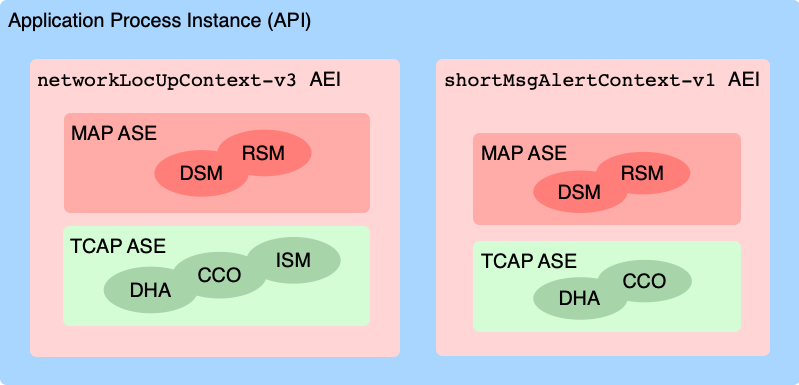 Application Process Instance (API)
networkLocUpContext-v3 AEI
MAP ASE
RSM
DSM
TCAP ASE
ISM
CCO
DHA
shortMsgAlertContext-v1 AEI
MAP ASE
RSM
DSM
TCAP ASE
CCO
DHA